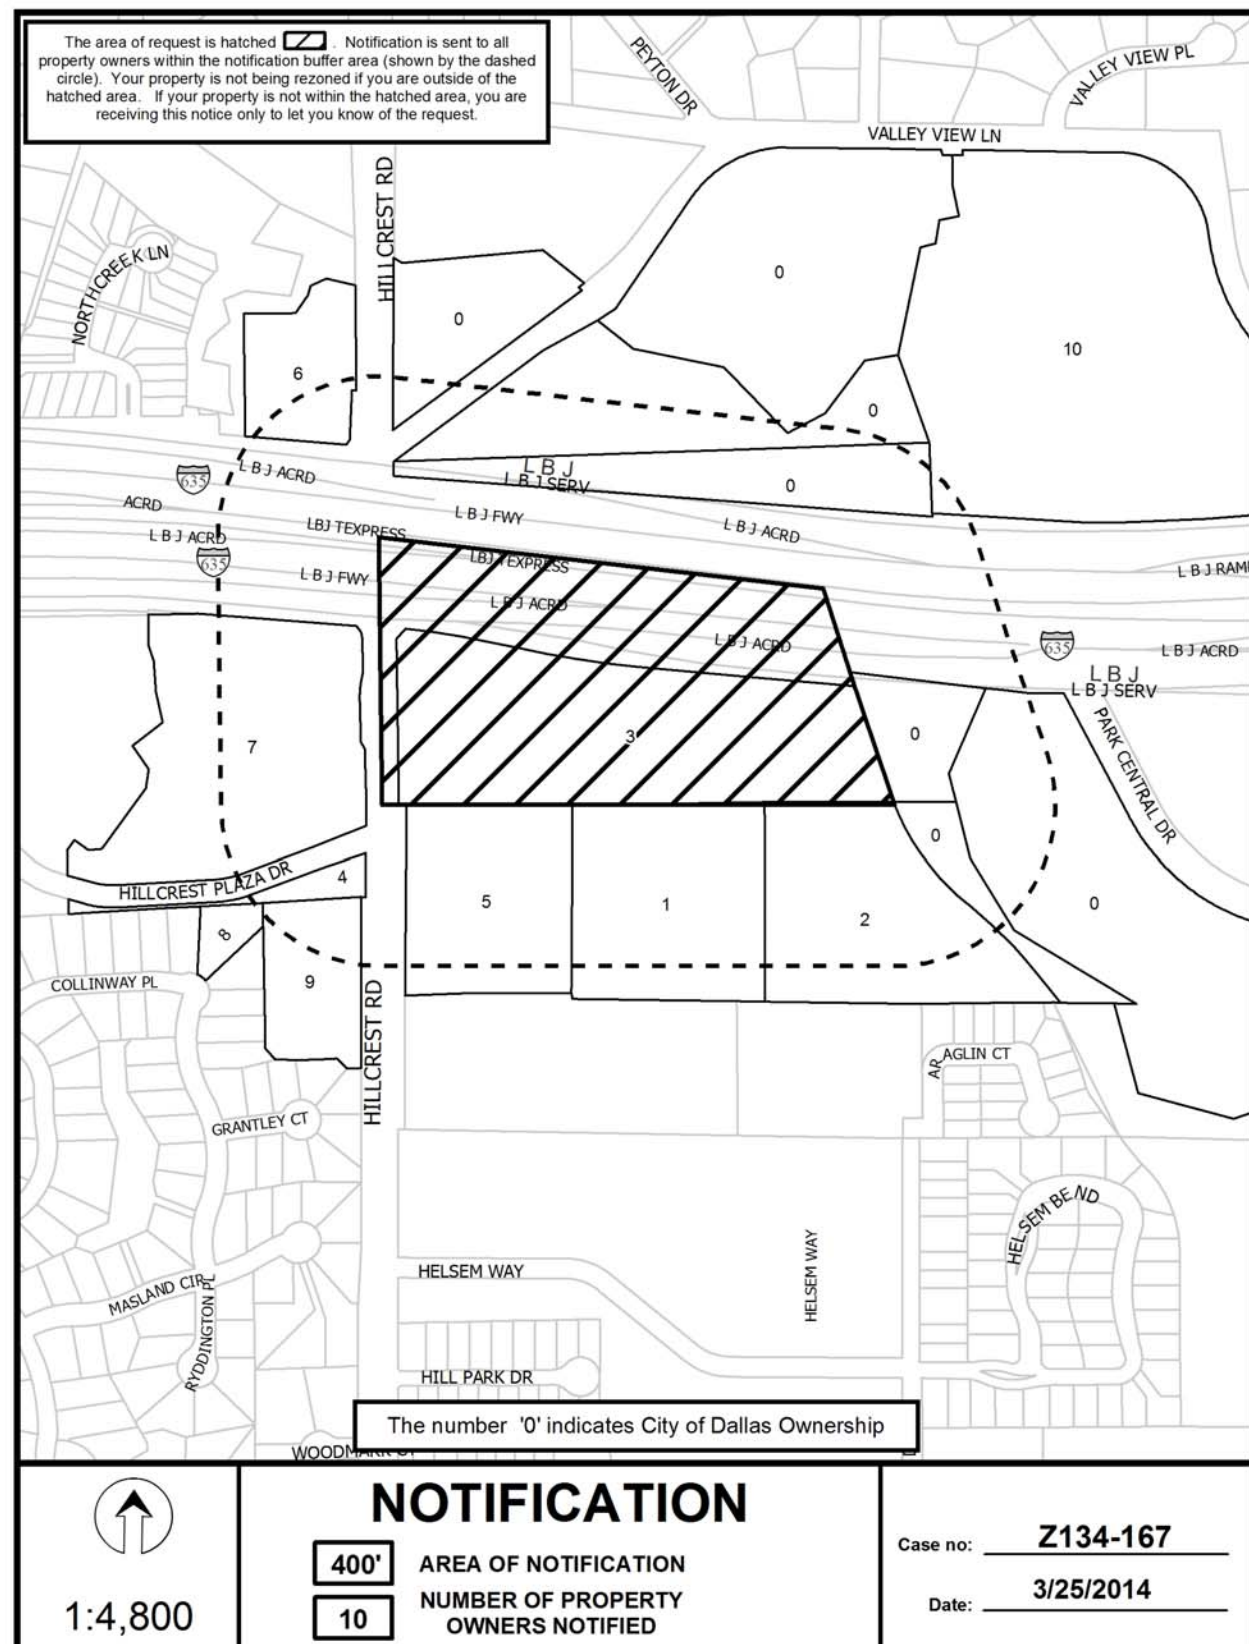 The area of request is hatched . Notification is sent to all
property owners within the notification buffer area (shown by the dashed
circle). Your property is not being rezoned if you are outside of the
hatched area. If your property is not within the hatched area, you are
receiving this notice only to let you know of the request.
PEYTON DR
VALLEY VIEW PL
VALLEY VIEW LN
HILLCREST RD
NORTHCREEK LN
0
0
10
6
0
0
L B J
L B J SERV
L B J ACRD
635
ACRD
L B J FWY
L B J ACRD
LBJ TEXPRESS
L B J ACRD
635
L B J FWY
LBJ TEXPRESS
L B J RAMP
L B J ACRD
L B J ACRD
635
L B J ACRD
L B J
L B J SERV
7
3
0
PARK CENTRAL DR
HILLCREST PLAZA DR
4
5
1
2
0
0
8
9
COLLINWAY PL
HILLCREST RD
GRANTLEY CT
AR
AGLIN CT
HELSEM BEND
HELSEM WAY
HELSEM WAY
MASLAND CIR
RYDDINGTON PL
HILL PARK DR
The number '0' indicates City of Dallas Ownership
1:4,800
NOTIFICATION
400' AREA OF NOTIFICATION
10 NUMBER OF PROPERTY
OWNERS NOTIFIED
Case no: Z134-167
Date: 3/25/2014